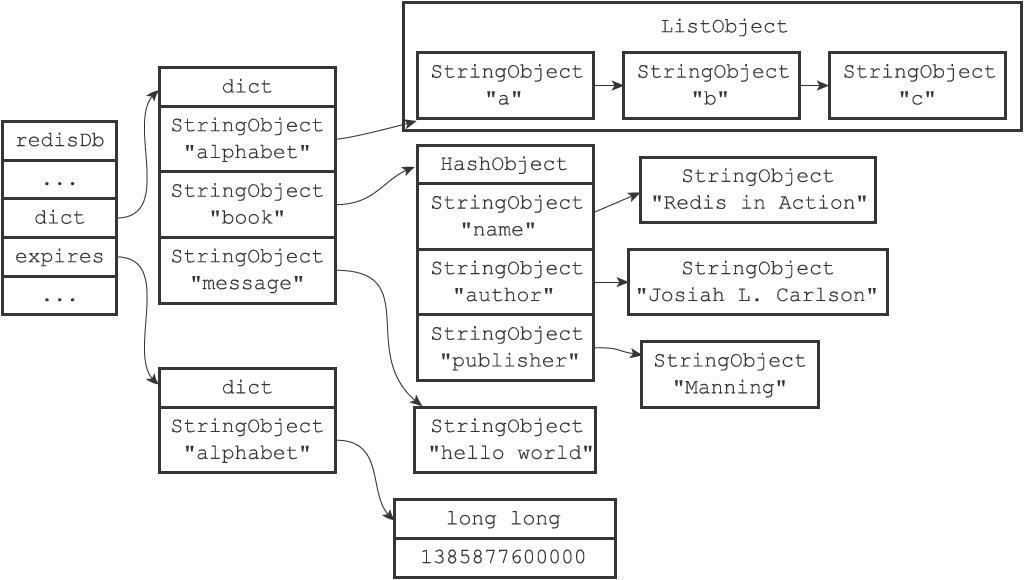 redisDb
...
dict
expires
...
dict
StringObject
"alphabet"
StringObject
"book"
StringObject
"message"
dict
StringObject
"alphabet"
ListObject
StringObject
"a"
StringObject
"b"
StringObject
"c"
HashObject
StringObject
"name"
StringObject
"author"
StringObject
"publisher"
StringObject
"Redis in Action"
StringObject
"Josiah L. Carlson"
StringObject
"Manning"
StringObject
"hello world"
long long
1385877600000